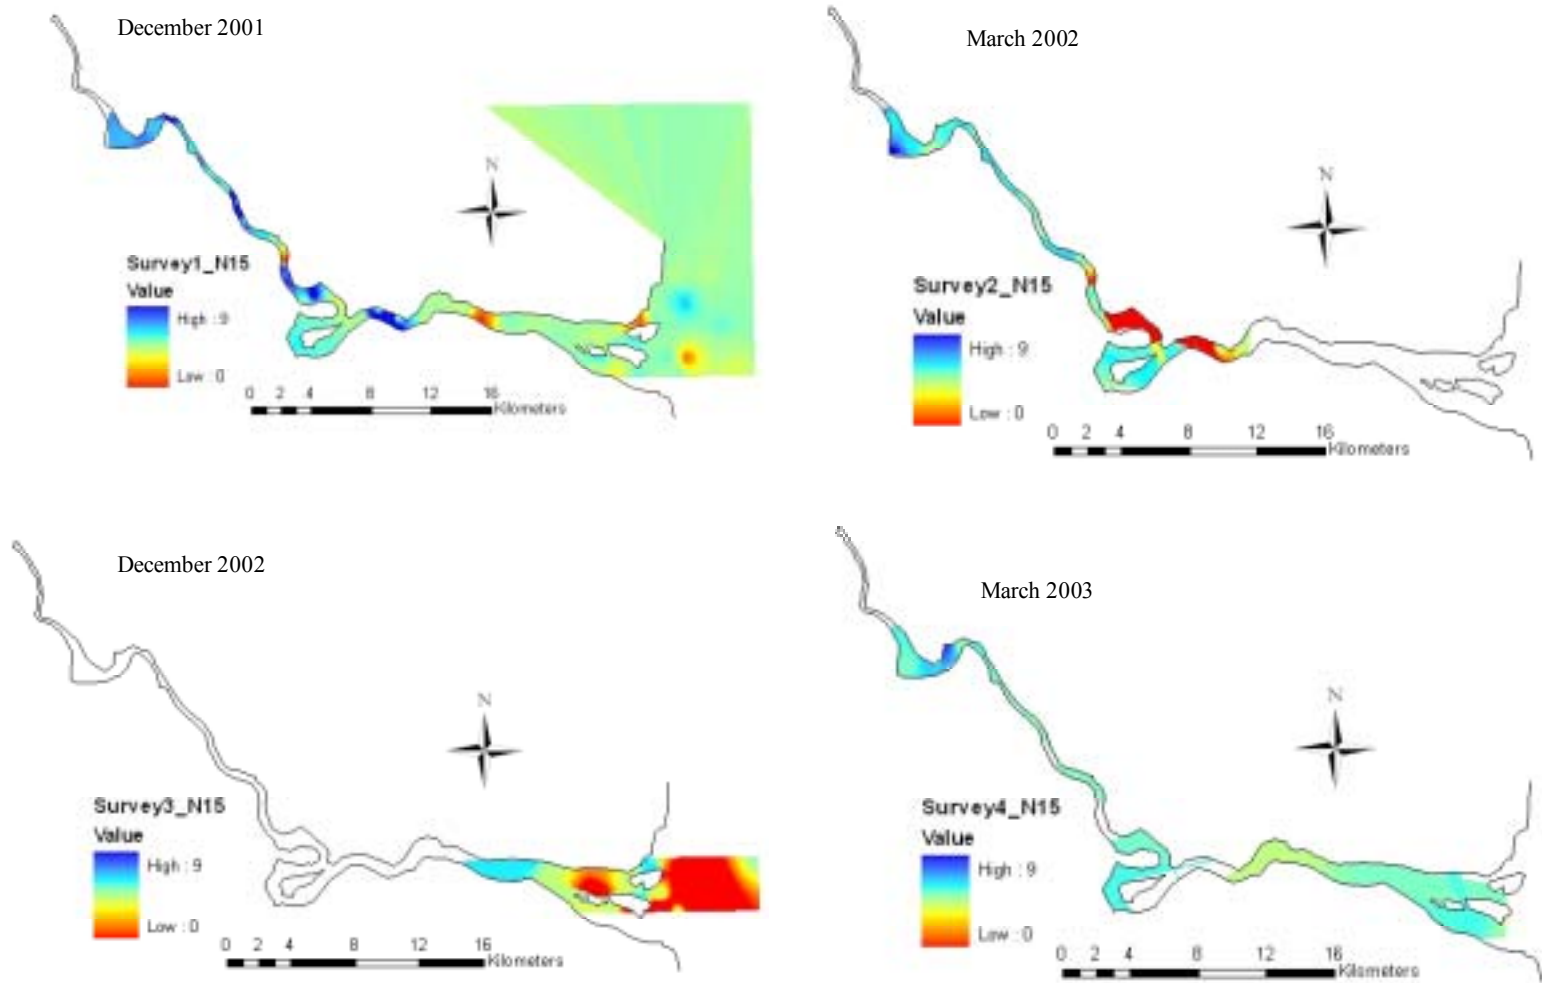 December 2001
N
Survey1_N15
Value
High : 9
Low : 0
0 2 4 8 12 16
Kilometers
March 2002
N
Survey2_N15
Value
High : 9
Low : 0
0 2 4 8 12 16
Kilometers
December 2002
N
Survey3_N15
Value
High : 9
Low : 0
0 2 4 8 12 16
Kilometers
March 2003
N
Survey4_N15
Value
High : 9
Low : 0
0 2 4 8 12 16
Kilometers